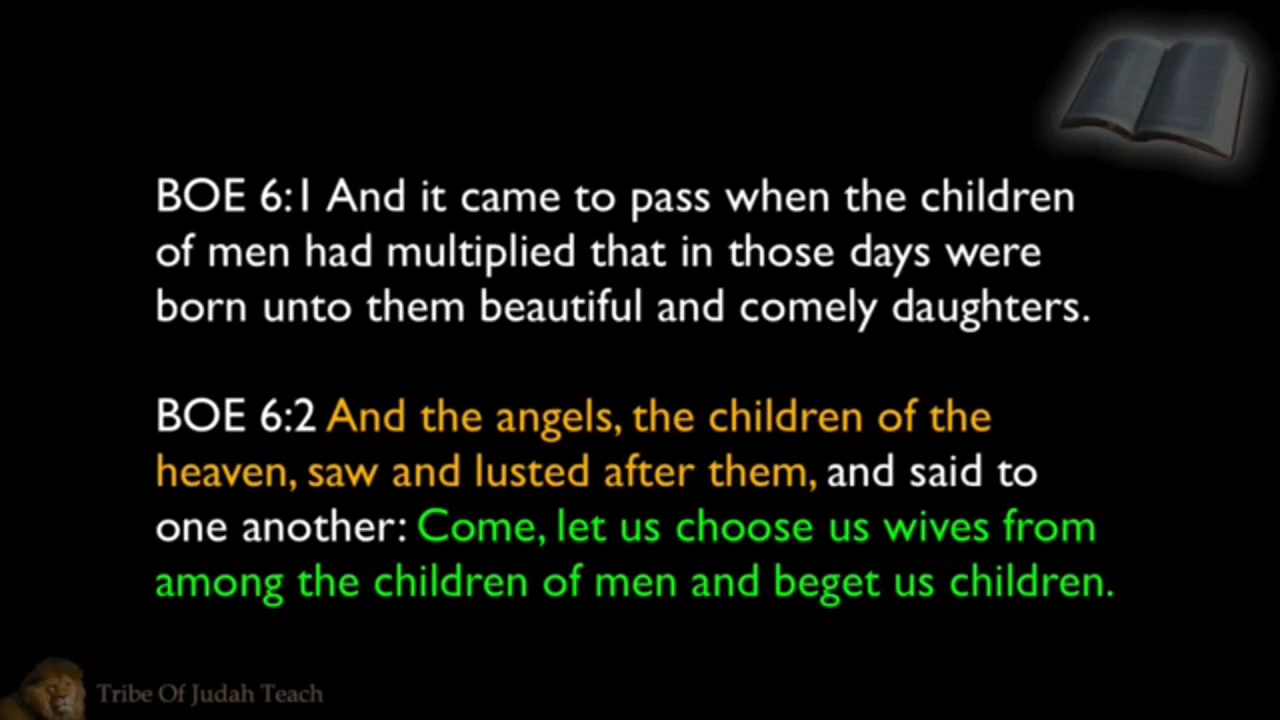 BOE 6:1 And it came to pass when the children
of men had multiplied that in those days were
born unto them beautiful and comely daughters.
BOE 6:2 And the angels, the children of the
heaven, saw and lusted after them, and said to
one another: Come, let us choose us wives from
among the children of men and beget us children.
Tribe Of Judah Teach